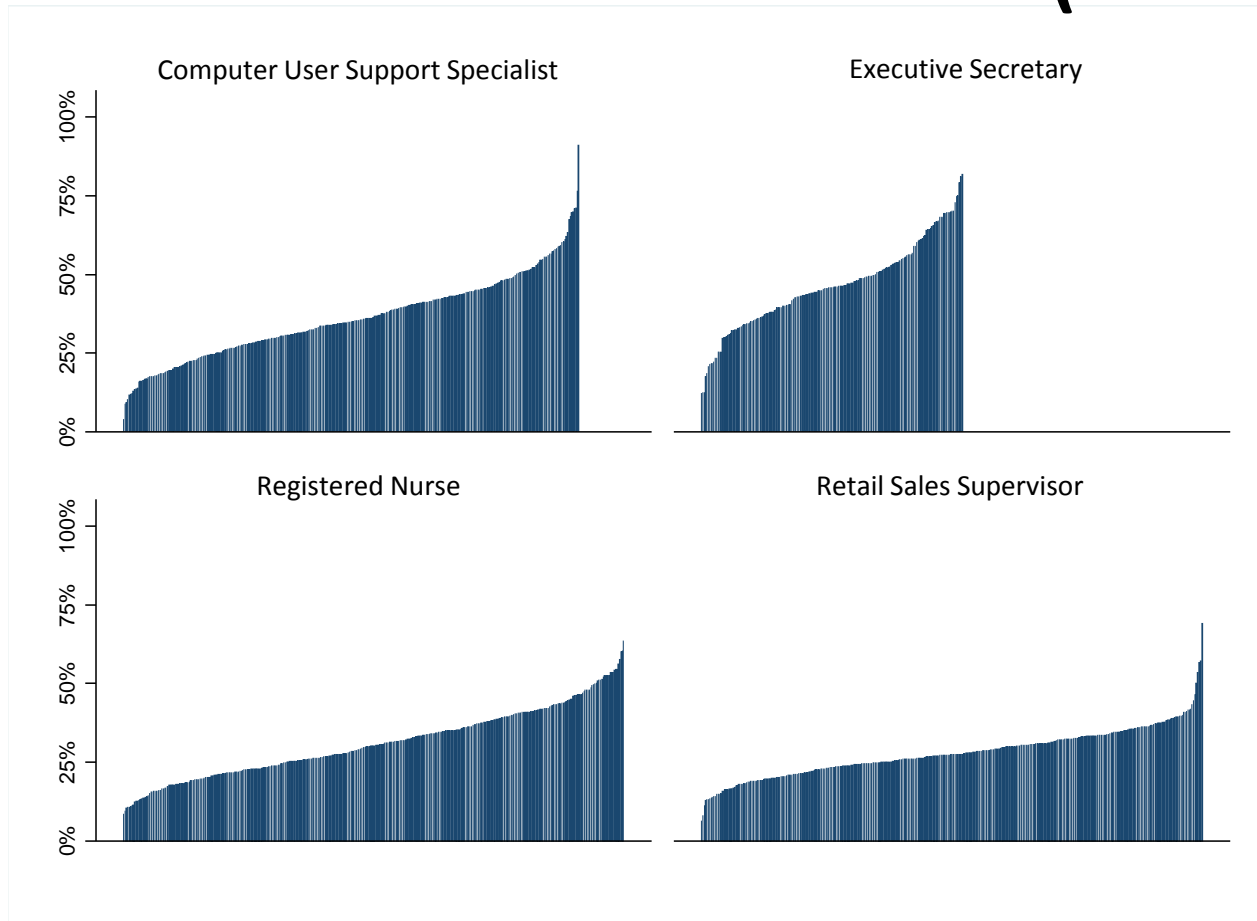 Computer User Support Specialist
Executive Secretary
100%
75%
50%
25%
0%
Registered Nurse
Retail Sales Supervisor
100%
75%
50%
25%
0%